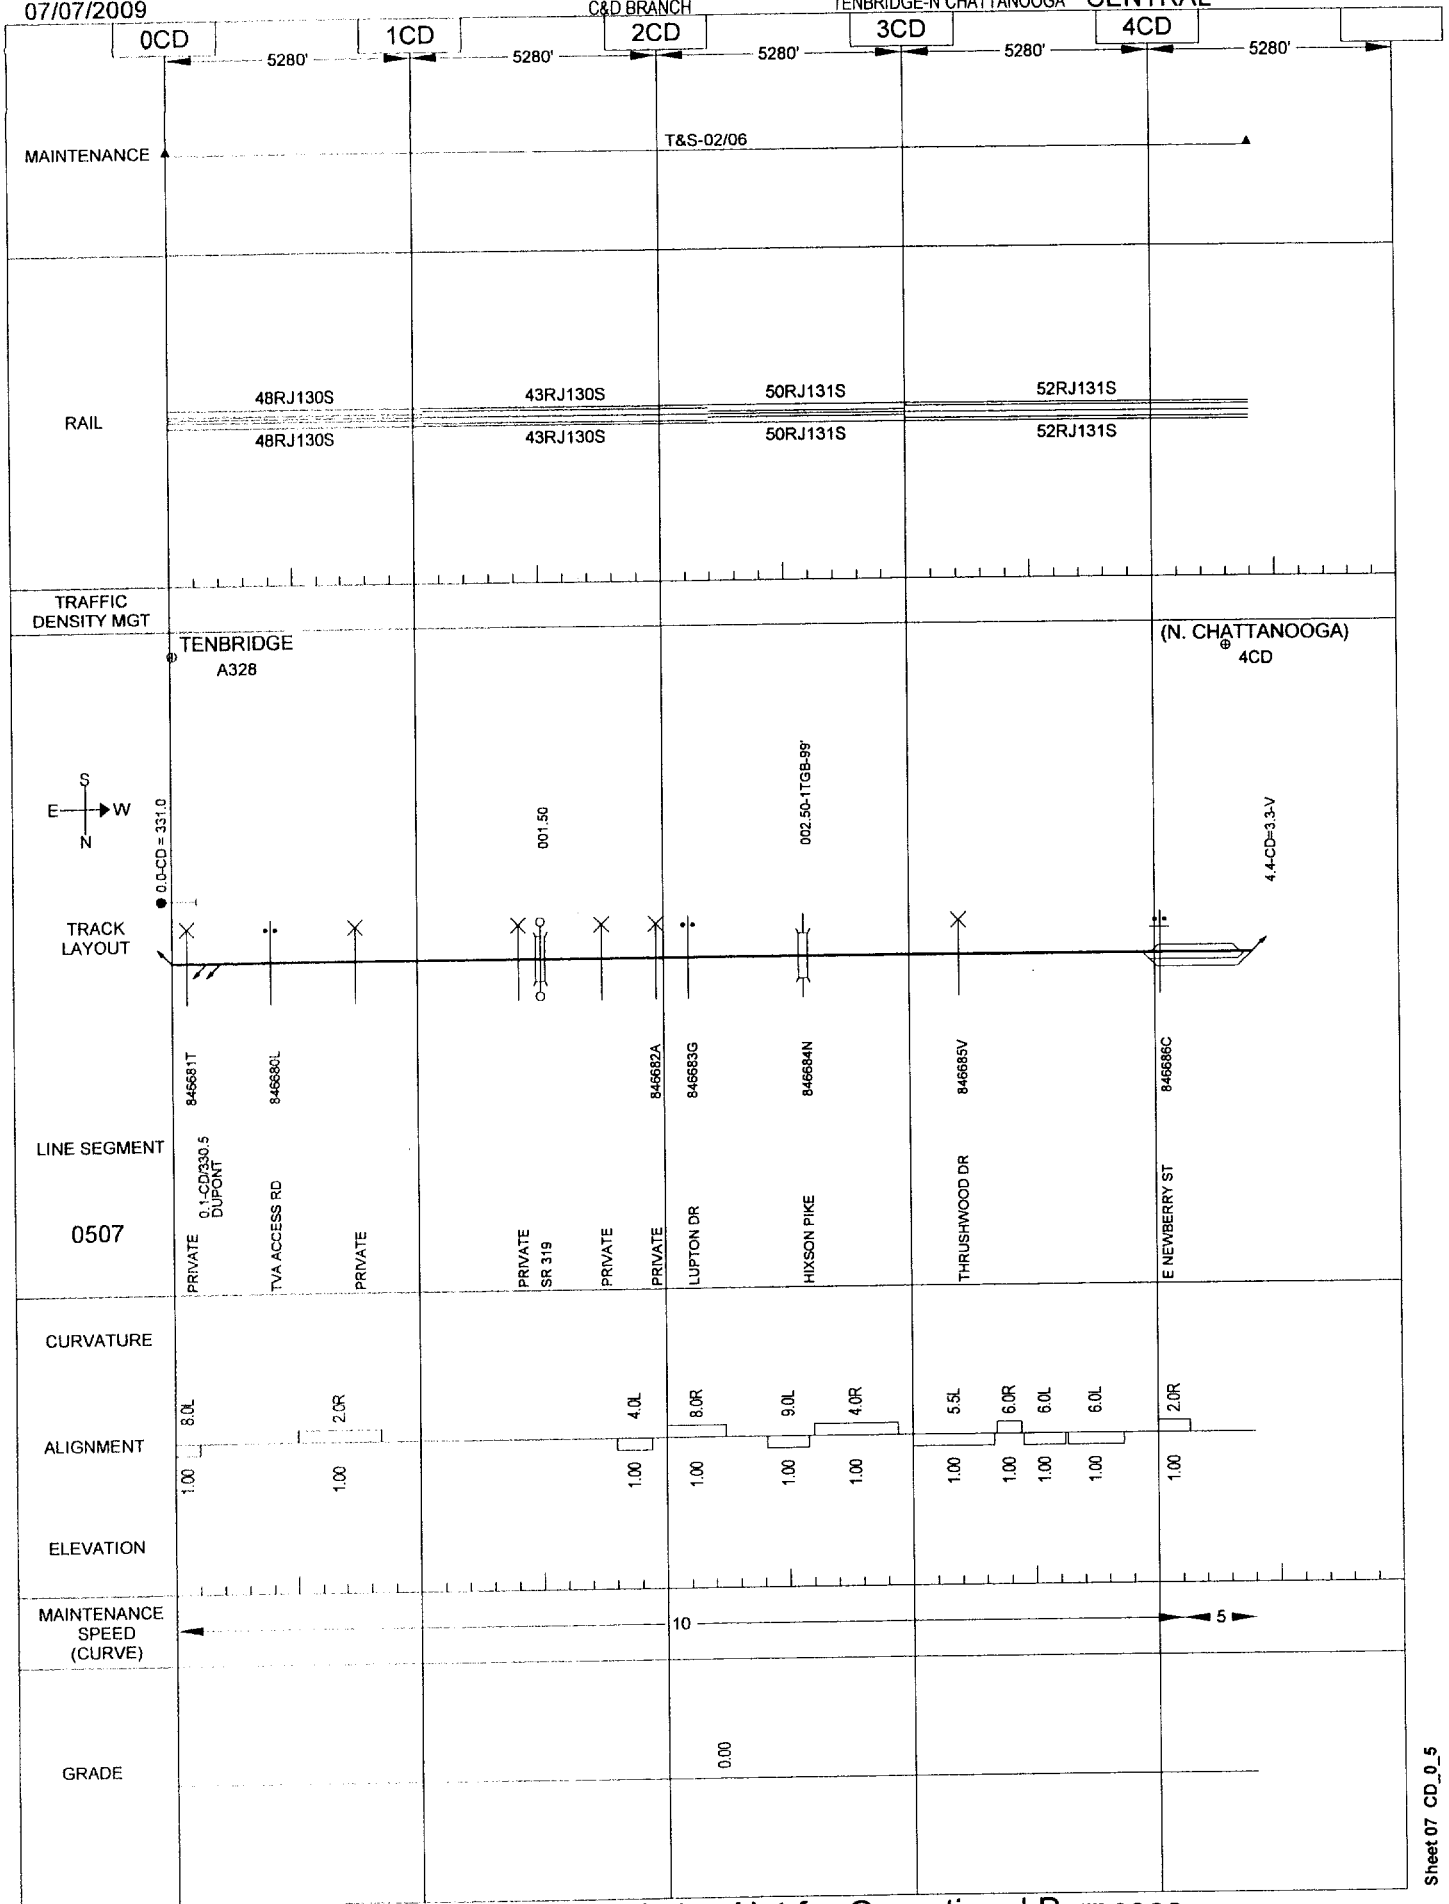 07/07/2009
C&D BRANCH
TENBRIDGE-N CHATTANOOGA CENTRAL
0CD 1CD 2CD 3CD 4CD
5280' 5280' 5280' 5280' 5280'
MAINTENANCE
T&S-02/06
RAIL
48RJ130S 43RJ130S 50RJ131S 52RJ131S
48RJ130S 43RJ130S 50RJ131S 52RJ131S
TRAFFIC
DENSITY MGT
TENBRIDGE
A328
(N. CHATTANOOGA)
4CD
S
E W
N
0.0-CD = 331.0
001.50
002.50-1TGB-99'
4.4-CD=3.3-V
TRACK
LAYOUT
846681T
846680L
846682A
846683G
846684N
846685V
846686C
LINE SEGMENT
0507
PRIVATE
0.1-CD/330.5
DUPONT
TVA ACCESS RD
PRIVATE
PRIVATE
SR 319
PRIVATE
PRIVATE
LUPTON DR
HIXSON PIKE
THRUSHWOOD DR
E NEWBERRY ST
CURVATURE
8.0L 2.0R 4.0L 8.0R 9.0L 4.0R 5.5L 6.0R 6.0L 6.0L 2.0R
ALIGNMENT
1.00 1.00 1.00 1.00 1.00 1.00 1.00 1.00 1.00 1.00 1.00
ELEVATION
MAINTENANCE
SPEED
(CURVE)
10 5
GRADE
0.00
Sheet 07 CD_0_5